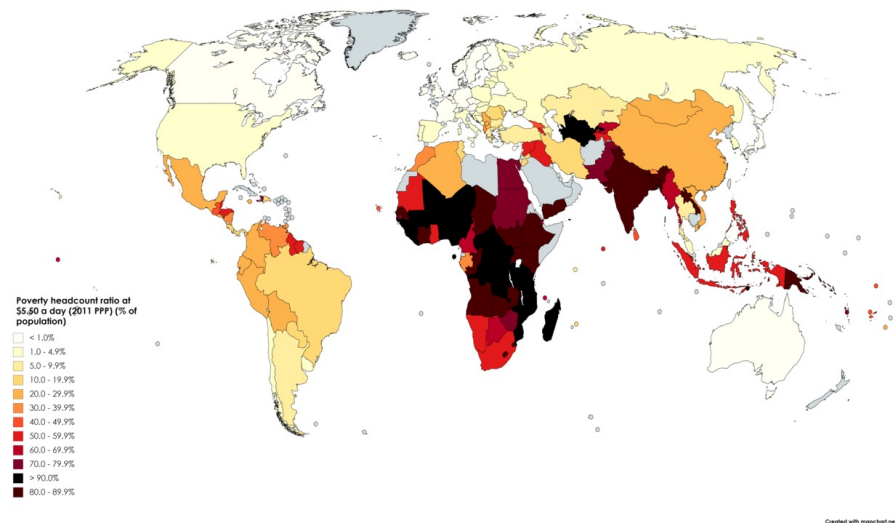 Poverty headcount ratio at
$5.50 a day (2011 PPP) (% of
population)
< 1.0%
1.0 - 4.9%
5.0 - 9.9%
10.0 - 19.9%
20.0 - 29.9%
30.0 - 39.9%
40.0 - 49.9%
50.0 - 59.9%
60.0 - 69.9%
70.0 - 79.9%
> 90.0%
80.0 - 89.9%
Created with mapchart.ne